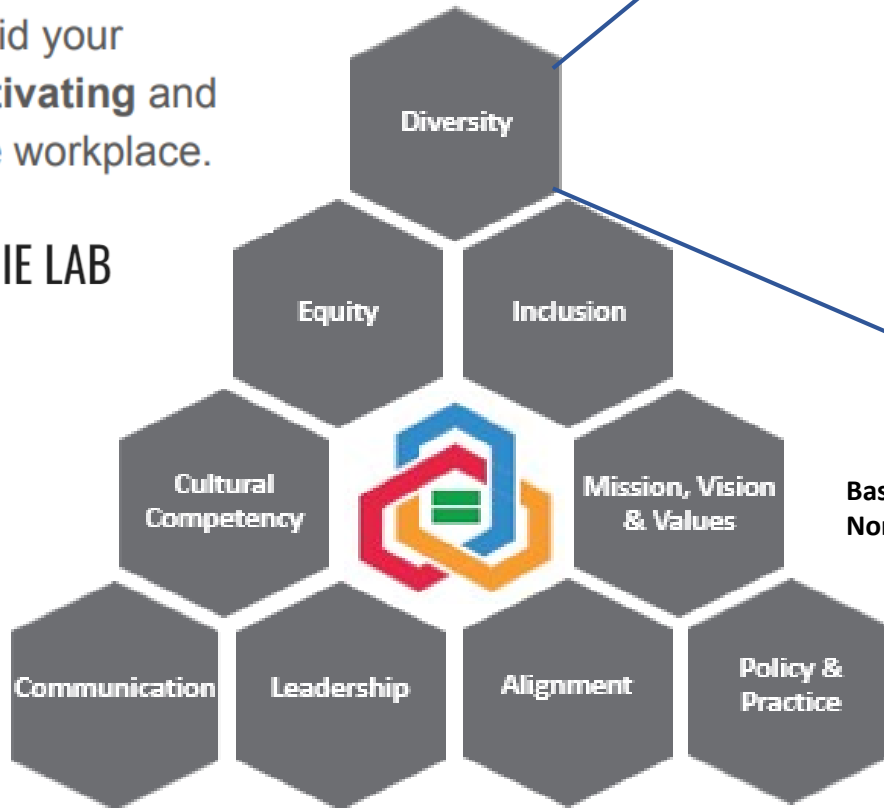 id your
tivating and
e workplace.
IE LAB
Diversity
Equity
Inclusion
Cultural
Competency
Mission, Vision
& Values
Bas
Nor
Communication
Leadership
Alignment
Policy &
Practice